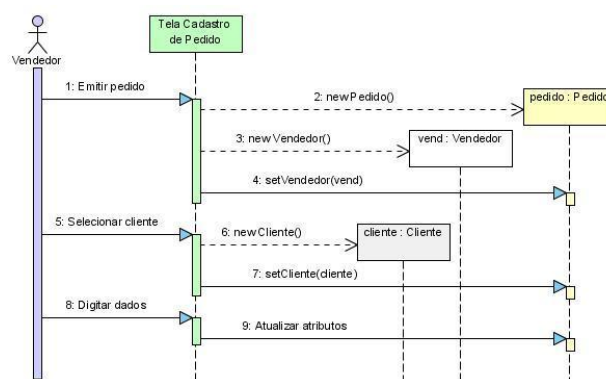 Tela Cadastro
de Pedido
Vendedor
1: Emitir pedido
2: newPedido()
pedido : Pedido
3: newVendedor()
vend : Vendedor
4: setVendedor(vend)
5: Selecionar cliente
6: newCliente()
cliente : Cliente
7: setCliente(cliente)
8: Digitar dados
9: Atualizar atributos